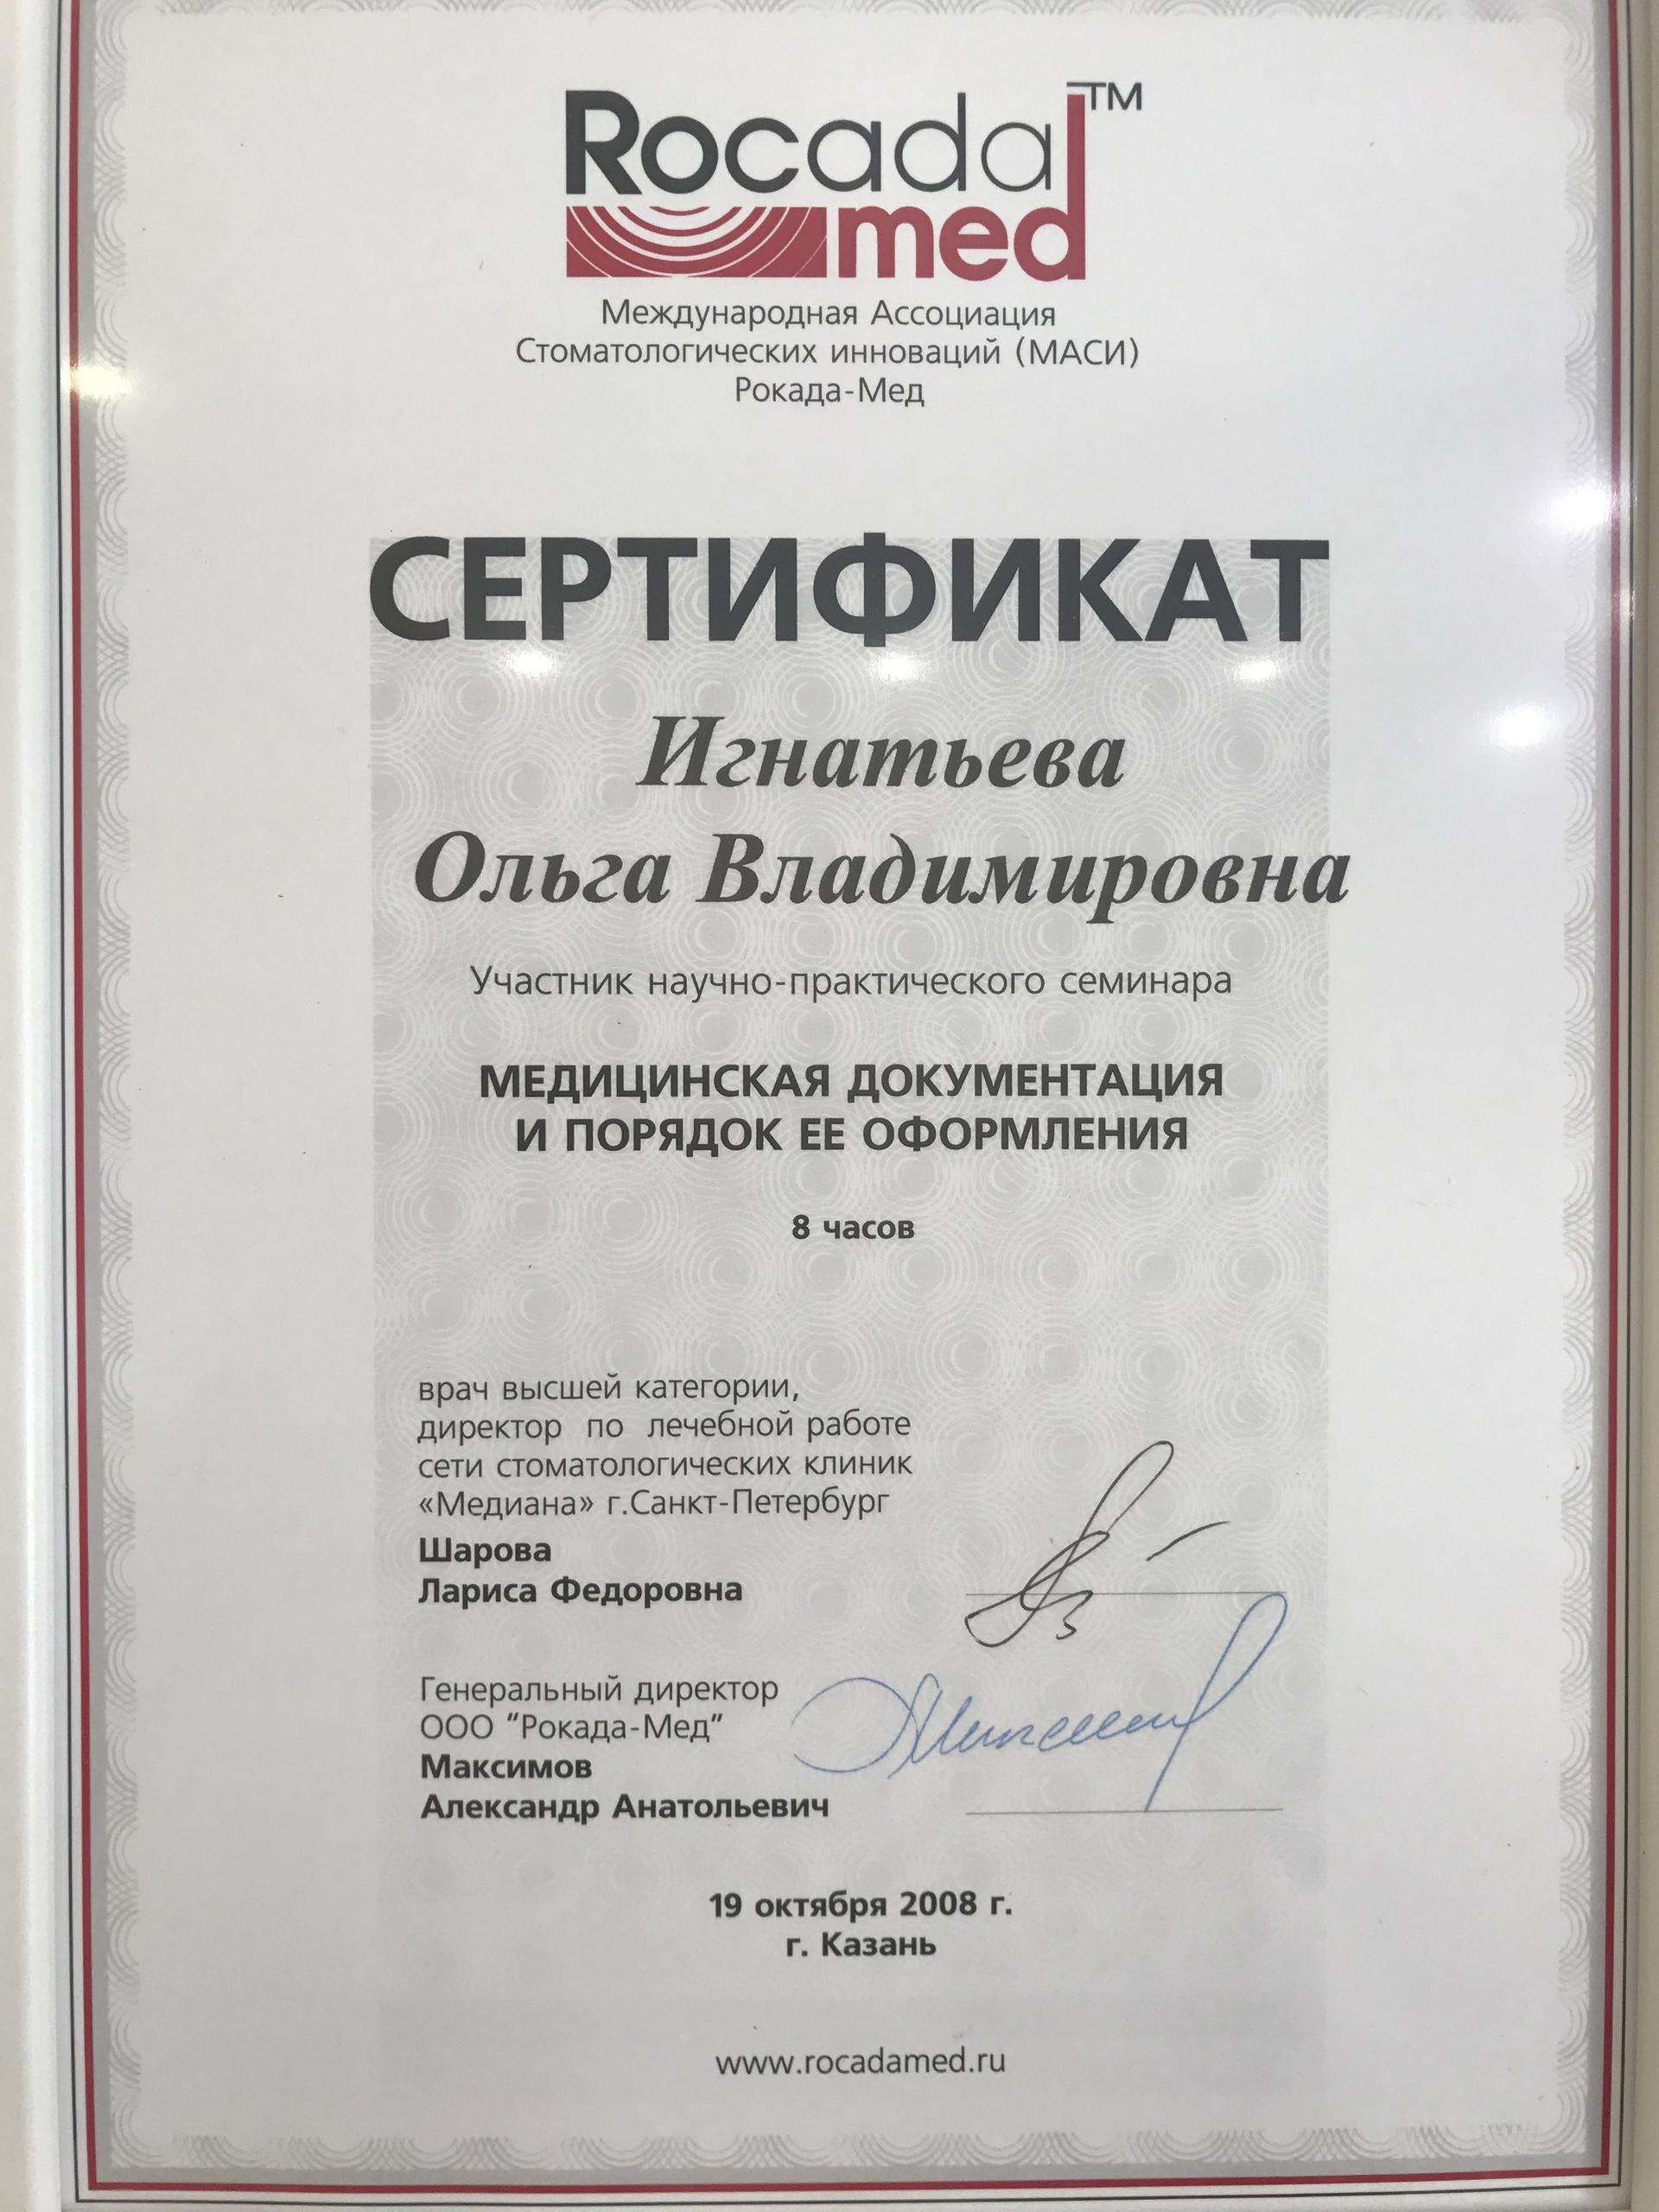 Rocada™
med
Международная Ассоциация
Стоматологических инноваций (МАСИ)
Рокада-Мед
СЕРТИФИКАТ
Игнатьева
Ольга Владимировна
Участник научно-практического семинара
МЕДИЦИНСКАЯ ДОКУМЕНТАЦИЯ
И ПОРЯДОК ЕЕ ОФОРМЛЕНИЯ
8 часов
врач высшей категории,
директор по лечебной работе
сети стоматологических клиник
«Медиана» г.Санкт-Петербург
Шарова
Лариса Федоровна
Генеральный директор
ООО "Рокада-Мед"
Максимов
Александр Анатольевич
19 октября 2008 г.
г. Казань
www.rocadamed.ru